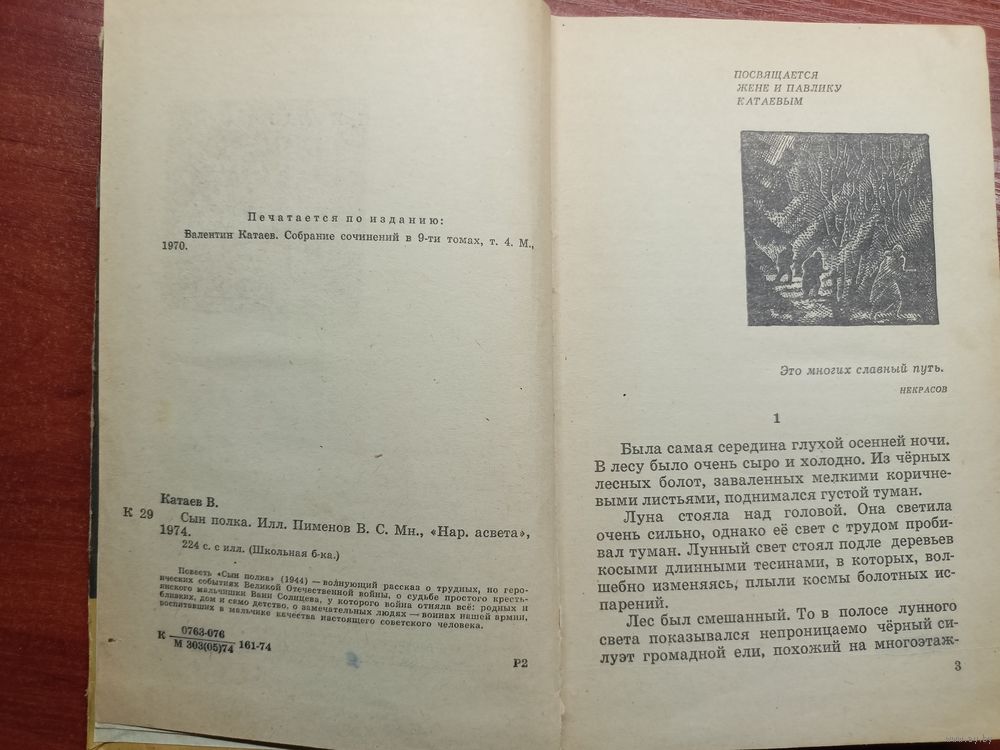 Печатается по изданию:
Валентин Катаев. Собрание сочинений в 9-ти томах, т. 4. М.,
1970.
Катаев В.
К 29
Сын полка. Илл. Пименов В. С. Мн., «Нар. асвета»,
1974.
224 с. с илл. (Школьная б-ка.)
Повесть «Сын полка» (1944) — волнующий рассказ о трудных, но геро-
ических событиях Великой Отечественной войны, о судьбе простого кресть-
янского мальчишки Вани Солнцева, у которого война отняла всё: родных и
близких, дом и само детство, о замечательных людях — воинах нашей армии,
воспитавших в мальчике качества настоящего советского человека.
К 0763-076
М 303(05)74 161-74
Р2
ПОСВЯЩАЕТСЯ
ЖЕНЕ И ПАВЛИКУ
КАТАЕВЫМ
Это многих славный путь.
НЕКРАСОВ
1
Была самая середина глухой осенней ночи.
В лесу было очень сыро и холодно. Из чёрных
лесных болот, заваленных мелкими коричне-
выми листьями, поднимался густой туман.
Луна стояла над головой. Она светила
очень сильно, однако её свет с трудом проби-
вал туман. Лунный свет стоял подле деревьев
косыми длинными тесинами, в которых, вол-
шебно изменяясь, плыли космы болотных ис-
парений.
Лес был смешанный. То в полосе лунного
света показывался непроницаемо чёрный си-
луэт громадной ели, похожий на многоэтаж-
3